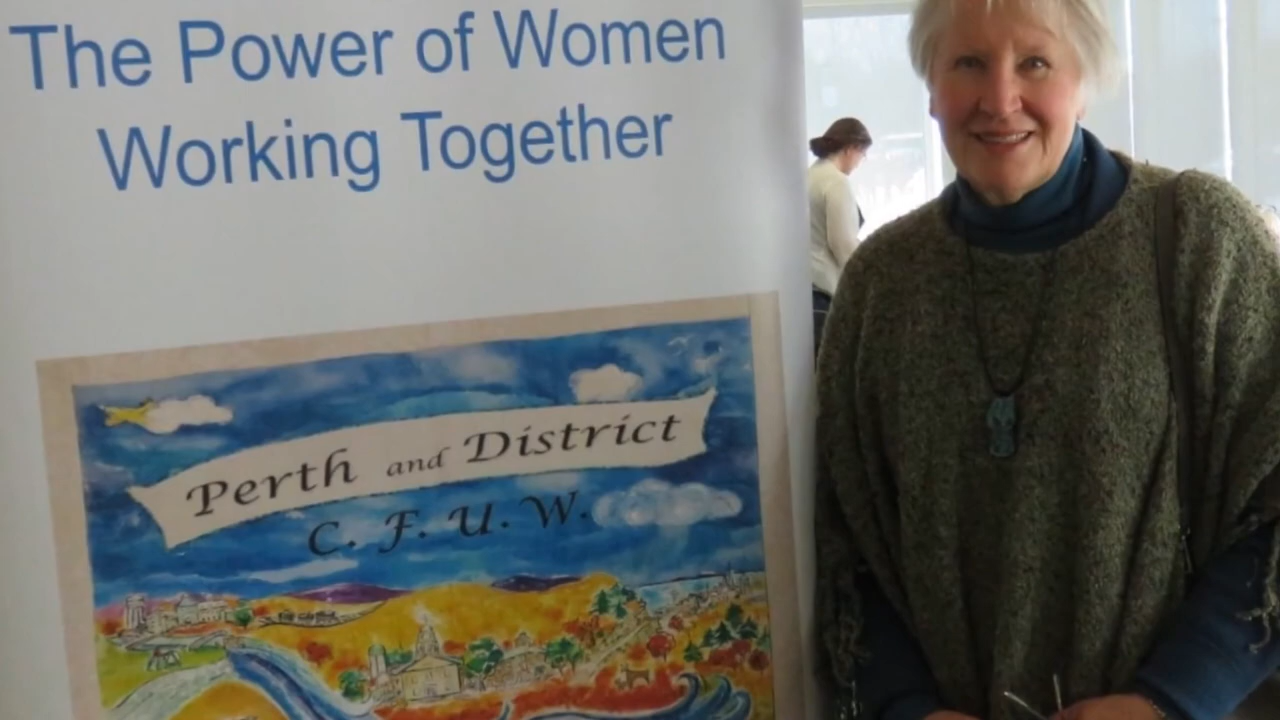 The Power of Women
Working Together
Perth and District
C. F. U. W.